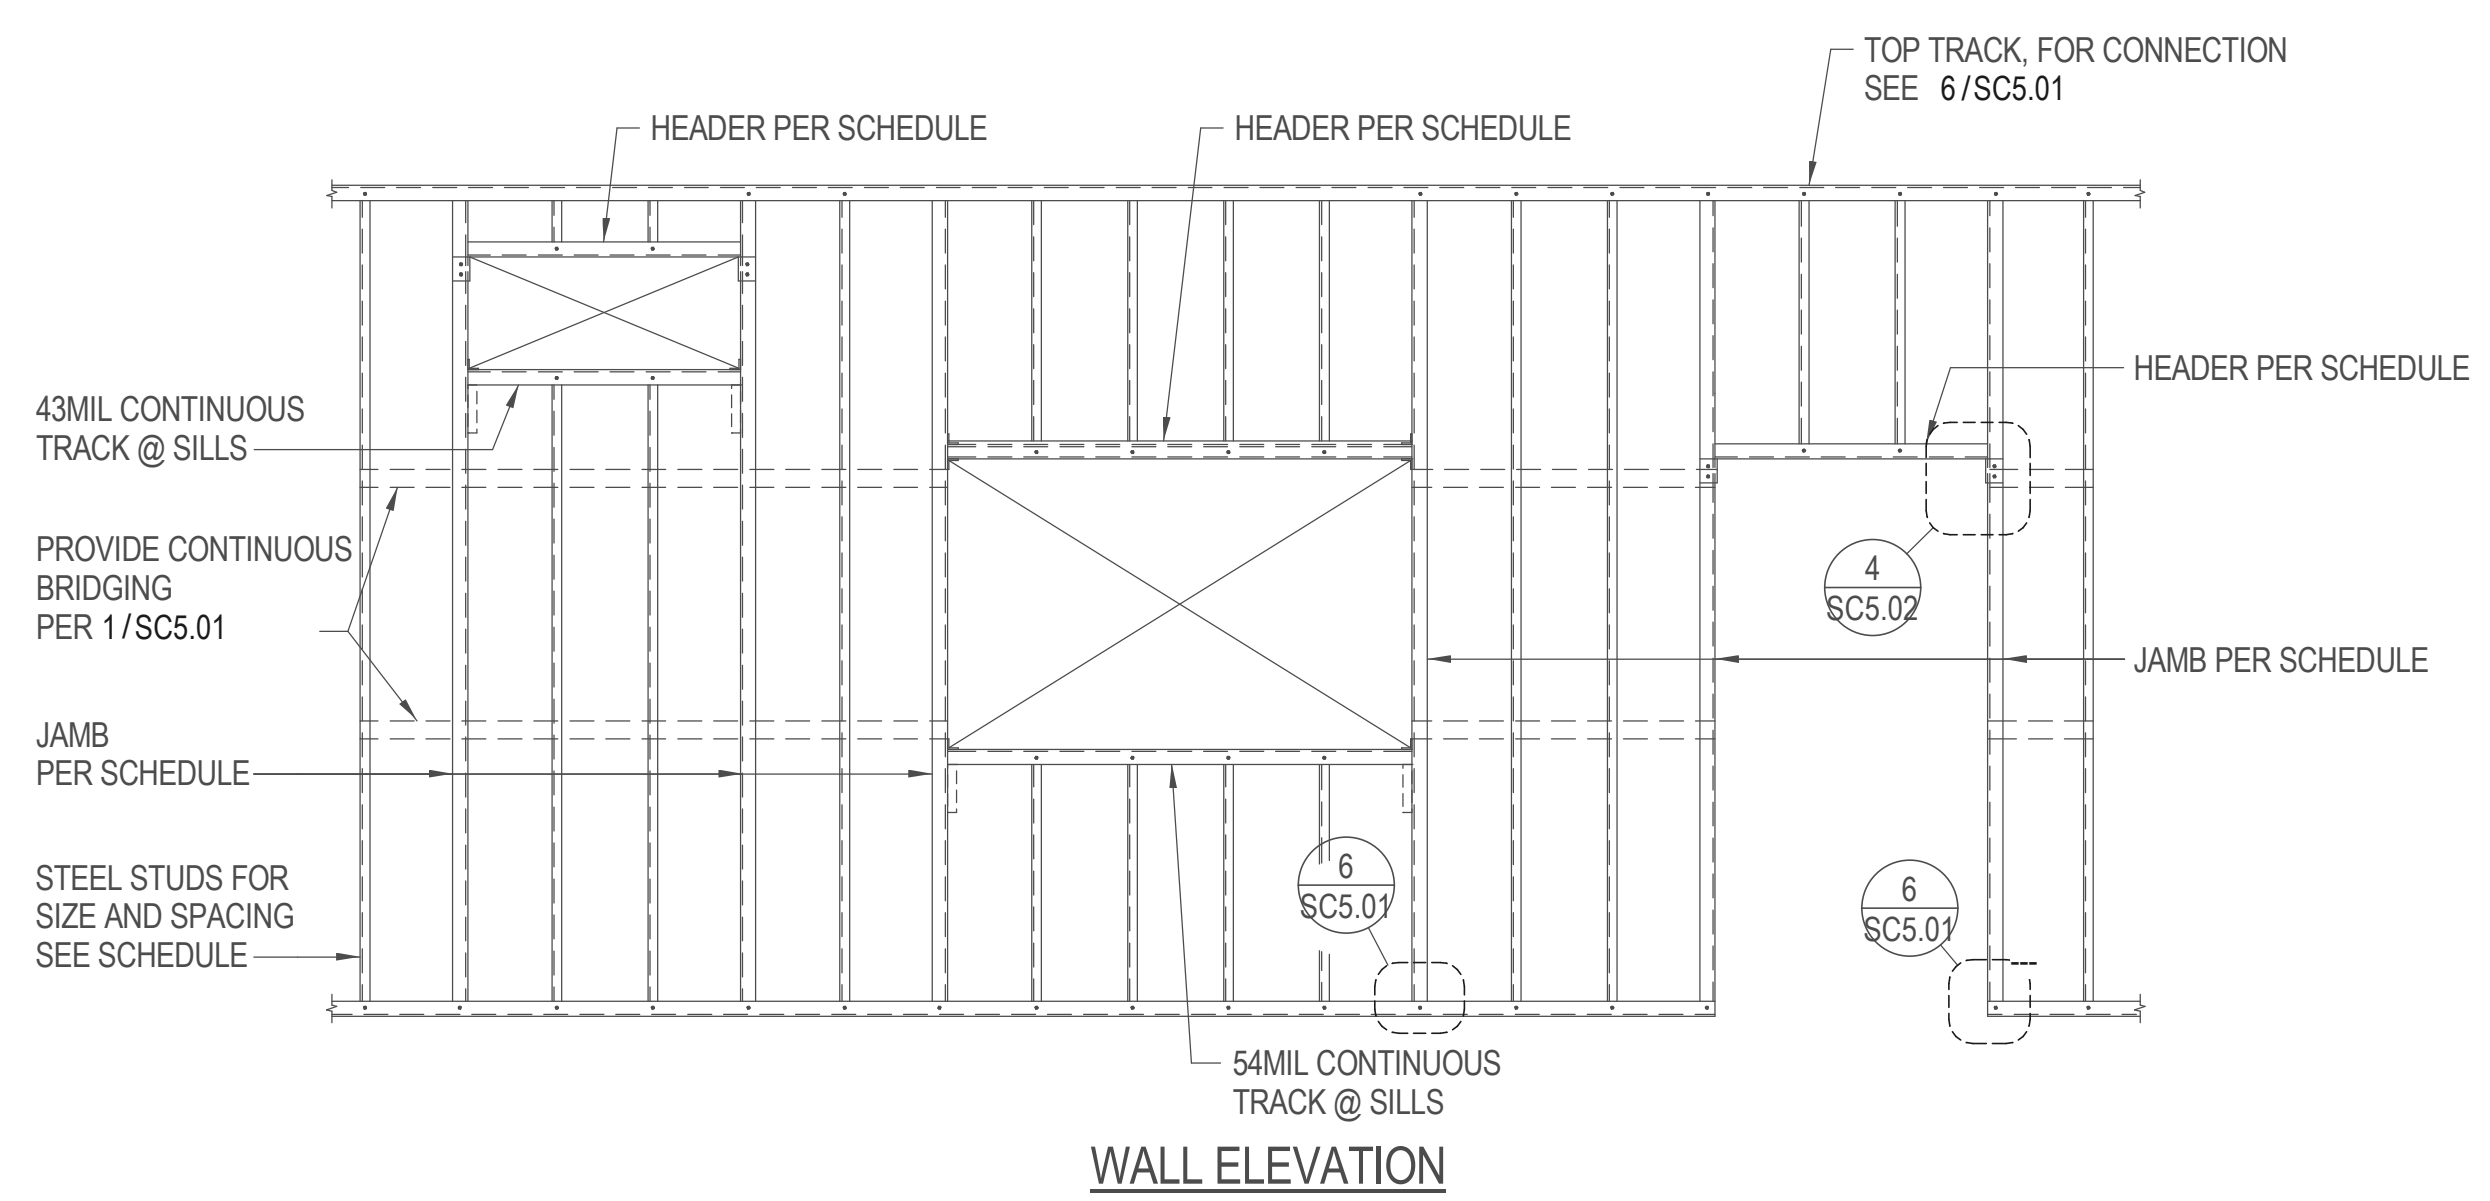 TOP TRACK, FOR CONNECTION
SEE 6/SC5.01
HEADER PER SCHEDULE
HEADER PER SCHEDULE
HEADER PER SCHEDULE
43MIL CONTINUOUS
TRACK @ SILLS
PROVIDE CONTINUOUS
BRIDGING
PER 1/SC5.01
4
SC5.02
JAMB PER SCHEDULE
JAMB
PER SCHEDULE
STEEL STUDS FOR
SIZE AND SPACING
SEE SCHEDULE
6
SC5.01
6
SC5.01
54MIL CONTINUOUS
TRACK @ SILLS
WALL ELEVATION